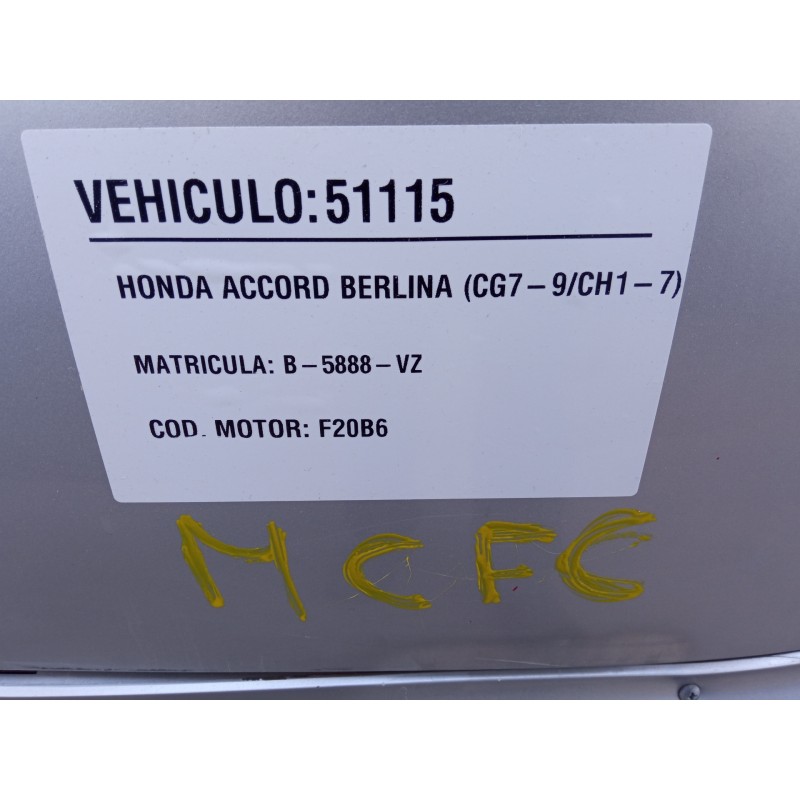 VEHICULO:51115
HONDA ACCORD BERLINA (CG7-9/CH1-7)
MATRICULA: B-5888-VZ
COD. MOTOR: F20B6
MCFC